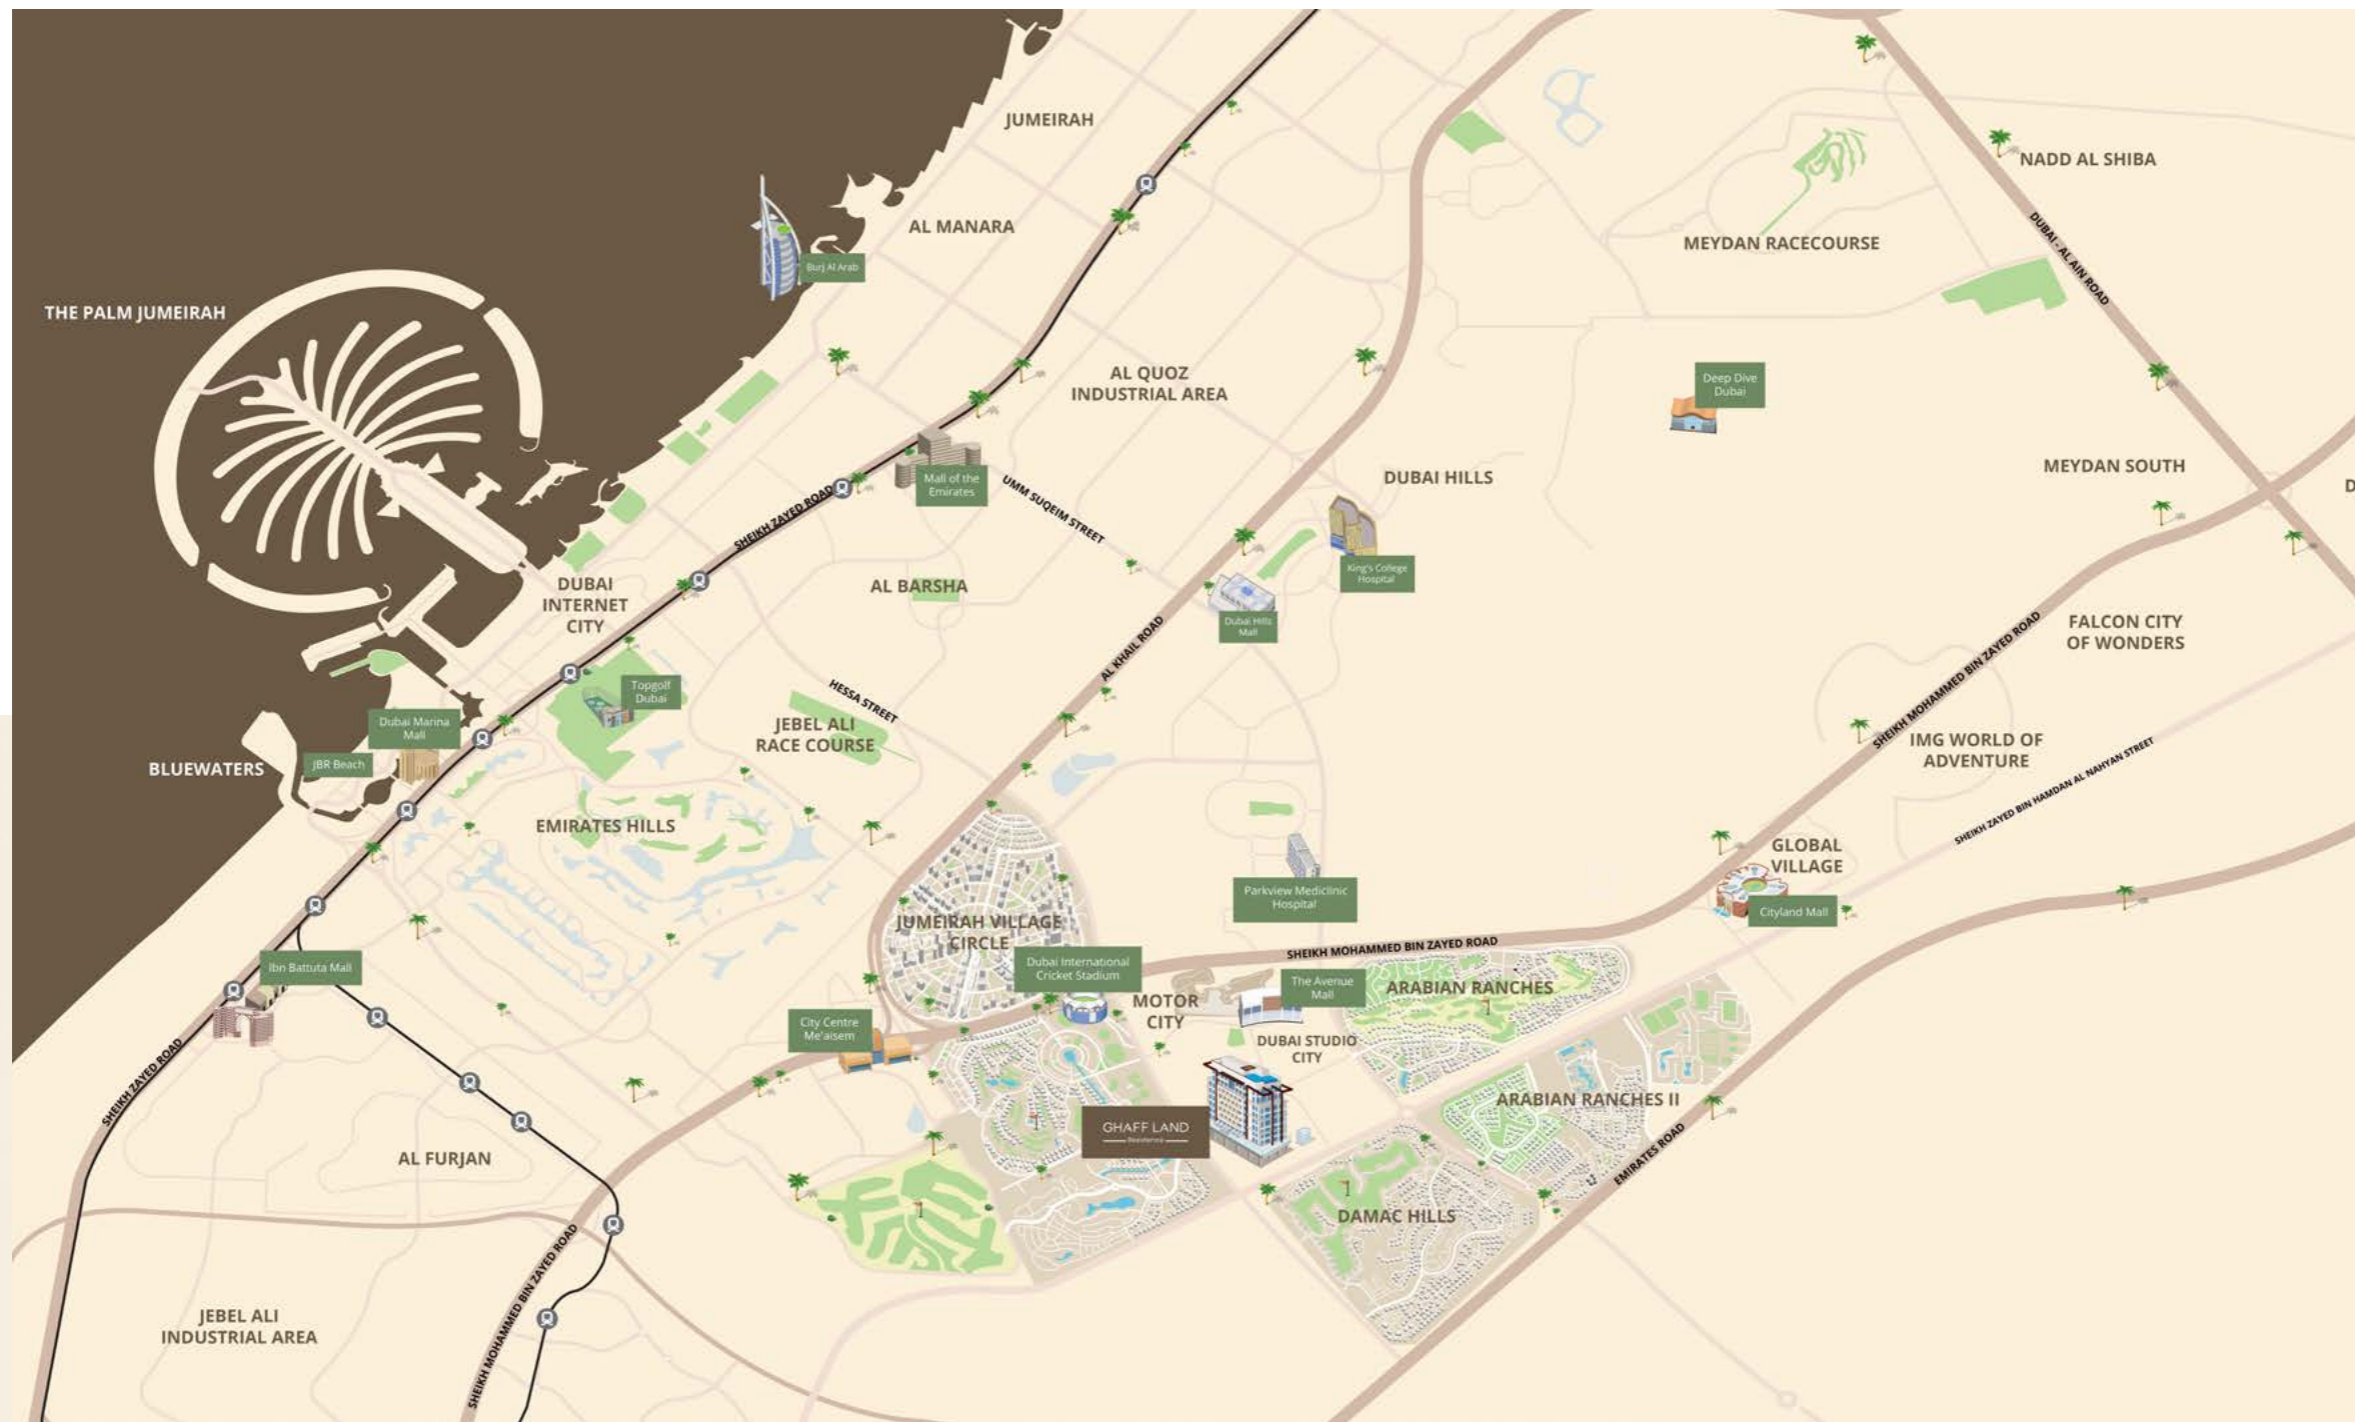 JUMEIRAH
NADD AL SHIBA
AL MANARA
MEYDAN RACECOURSE
DUBAI - AL AIN ROAD
Burj Al Arab
THE PALM JUMEIRAH
AL QUOZ
INDUSTRIAL AREA
Deep Dive
Dubai
MEYDAN SOUTH
D
DUBAI HILLS
Mall of the
Emirates
UMM SUQEIM STREET
SHEIKH ZAYED ROAD
King's College
Hospital
DUBAI
INTERNET
CITY
AL BARSHA
Dubai Hills
Mall
FALCON CITY
OF WONDERS
AL KHAIL ROAD
SHEIKH MOHAMMED BIN ZAYED ROAD
Topgolf
Dubai
HESSA STREET
Dubai Marina
Mall
JEBEL ALI
RACE COURSE
IMG WORLD OF
ADVENTURE
BLUEWATERS
JBR Beach
SHEIKH ZAYED BIN HAMDAN AL NAHYAN STREET
EMIRATES HILLS
GLOBAL
VILLAGE
Parkview Mediclinic
Hospital
Cityland Mall
JUMEIRAH VILLAGE
CIRCLE
SHEIKH MOHAMMED BIN ZAYED ROAD
Ibn Battuta Mall
Dubai International
Cricket Stadium
The Avenue
Mall
ARABIAN RANCHES
MOTOR
CITY
City Centre
Me'aisem
DUBAI STUDIO
CITY
SHEIKH ZAYED ROAD
ARABIAN RANCHES II
GHAFF LAND
Residence
EMIRATES ROAD
AL FURJAN
DAMAC HILLS
SHEIKH MOHAMMED BIN ZAYED ROAD
JEBEL ALI
INDUSTRIAL AREA